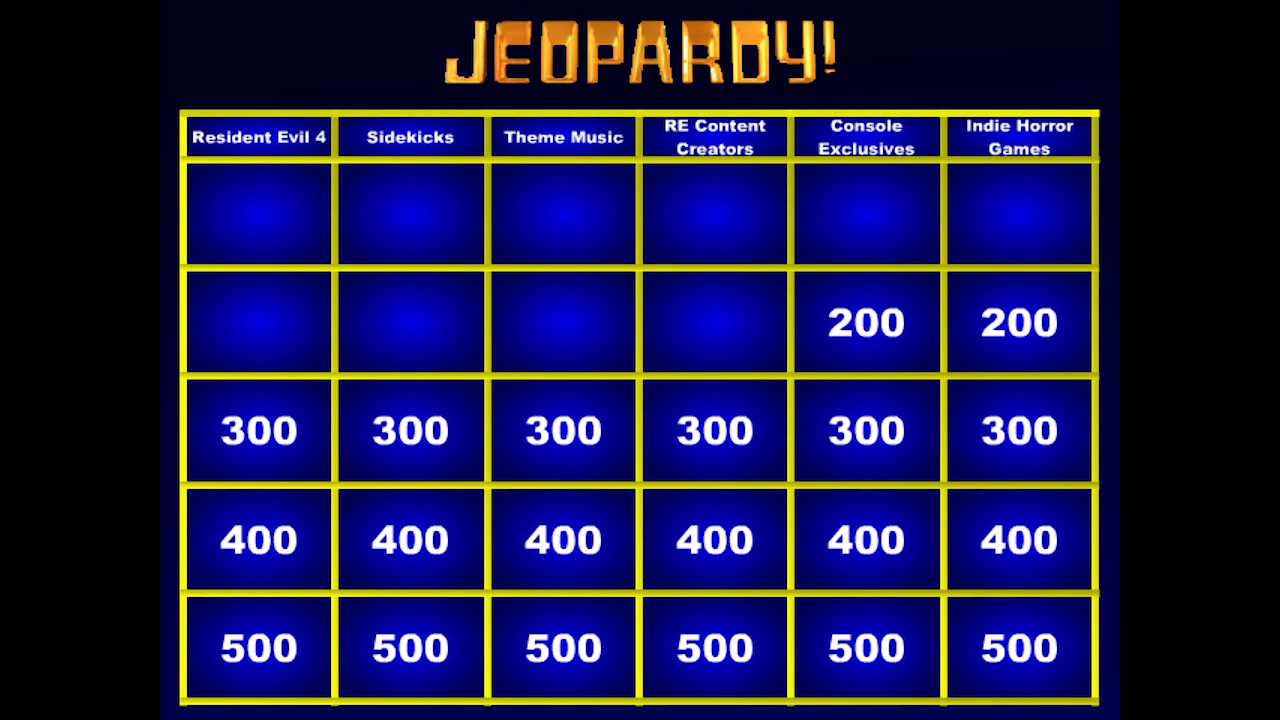 JEOPARDY!
Resident Evil 4 Sidekicks Theme Music RE Content Creators Console Exclusives Indie Horror Games
200 200
300 300 300 300 300 300
400 400 400 400 400 400
500 500 500 500 500 500